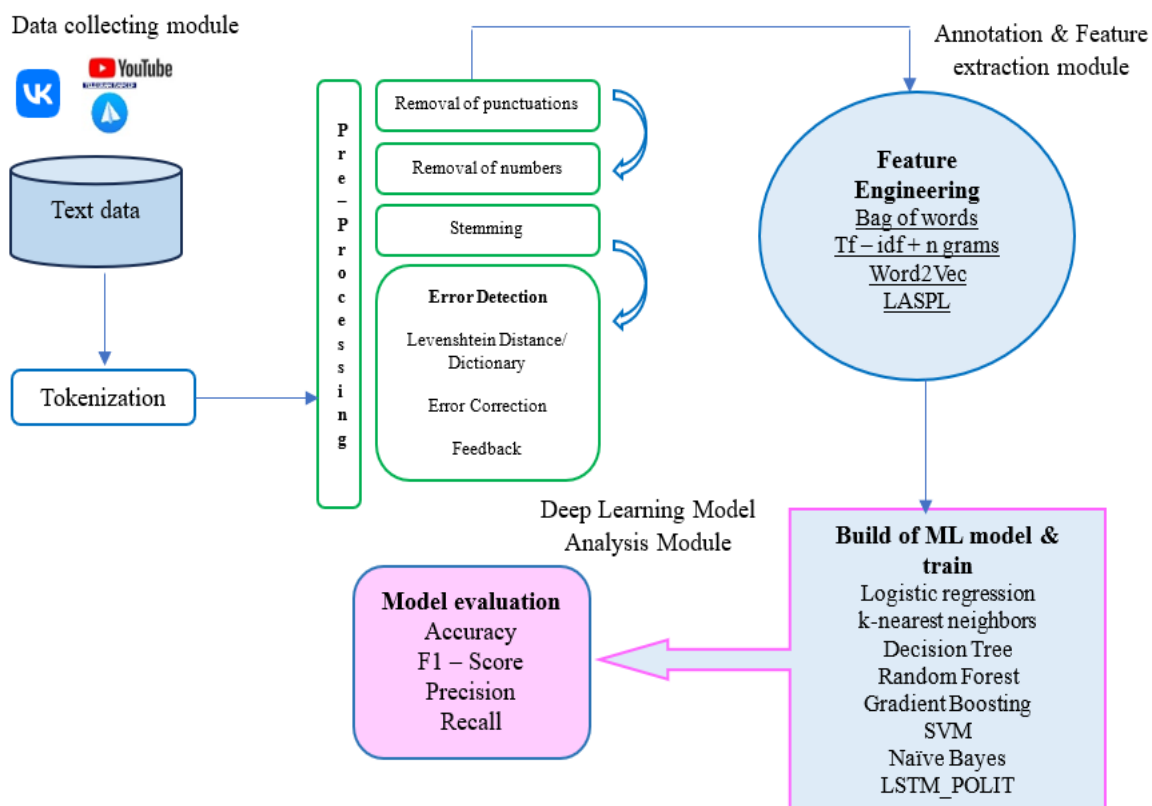 Data collecting module
VK
YouTube
Text data
Tokenization
Pre-Processing
Removal of punctuations
Removal of numbers
Stemming
Error Detection
Levenshtein Distance/
Dictionary
Error Correction
Feedback
Annotation & Feature
extraction module
Feature
Engineering
Bag of words
Tf – idf + n grams
Word2Vec
LASPL
Build of ML model &
train
Logistic regression
k-nearest neighbors
Decision Tree
Random Forest
Gradient Boosting
SVM
Naïve Bayes
LSTM_POLIT
Deep Learning Model
Analysis Module
Model evaluation
Accuracy
F1 – Score
Precision
Recall